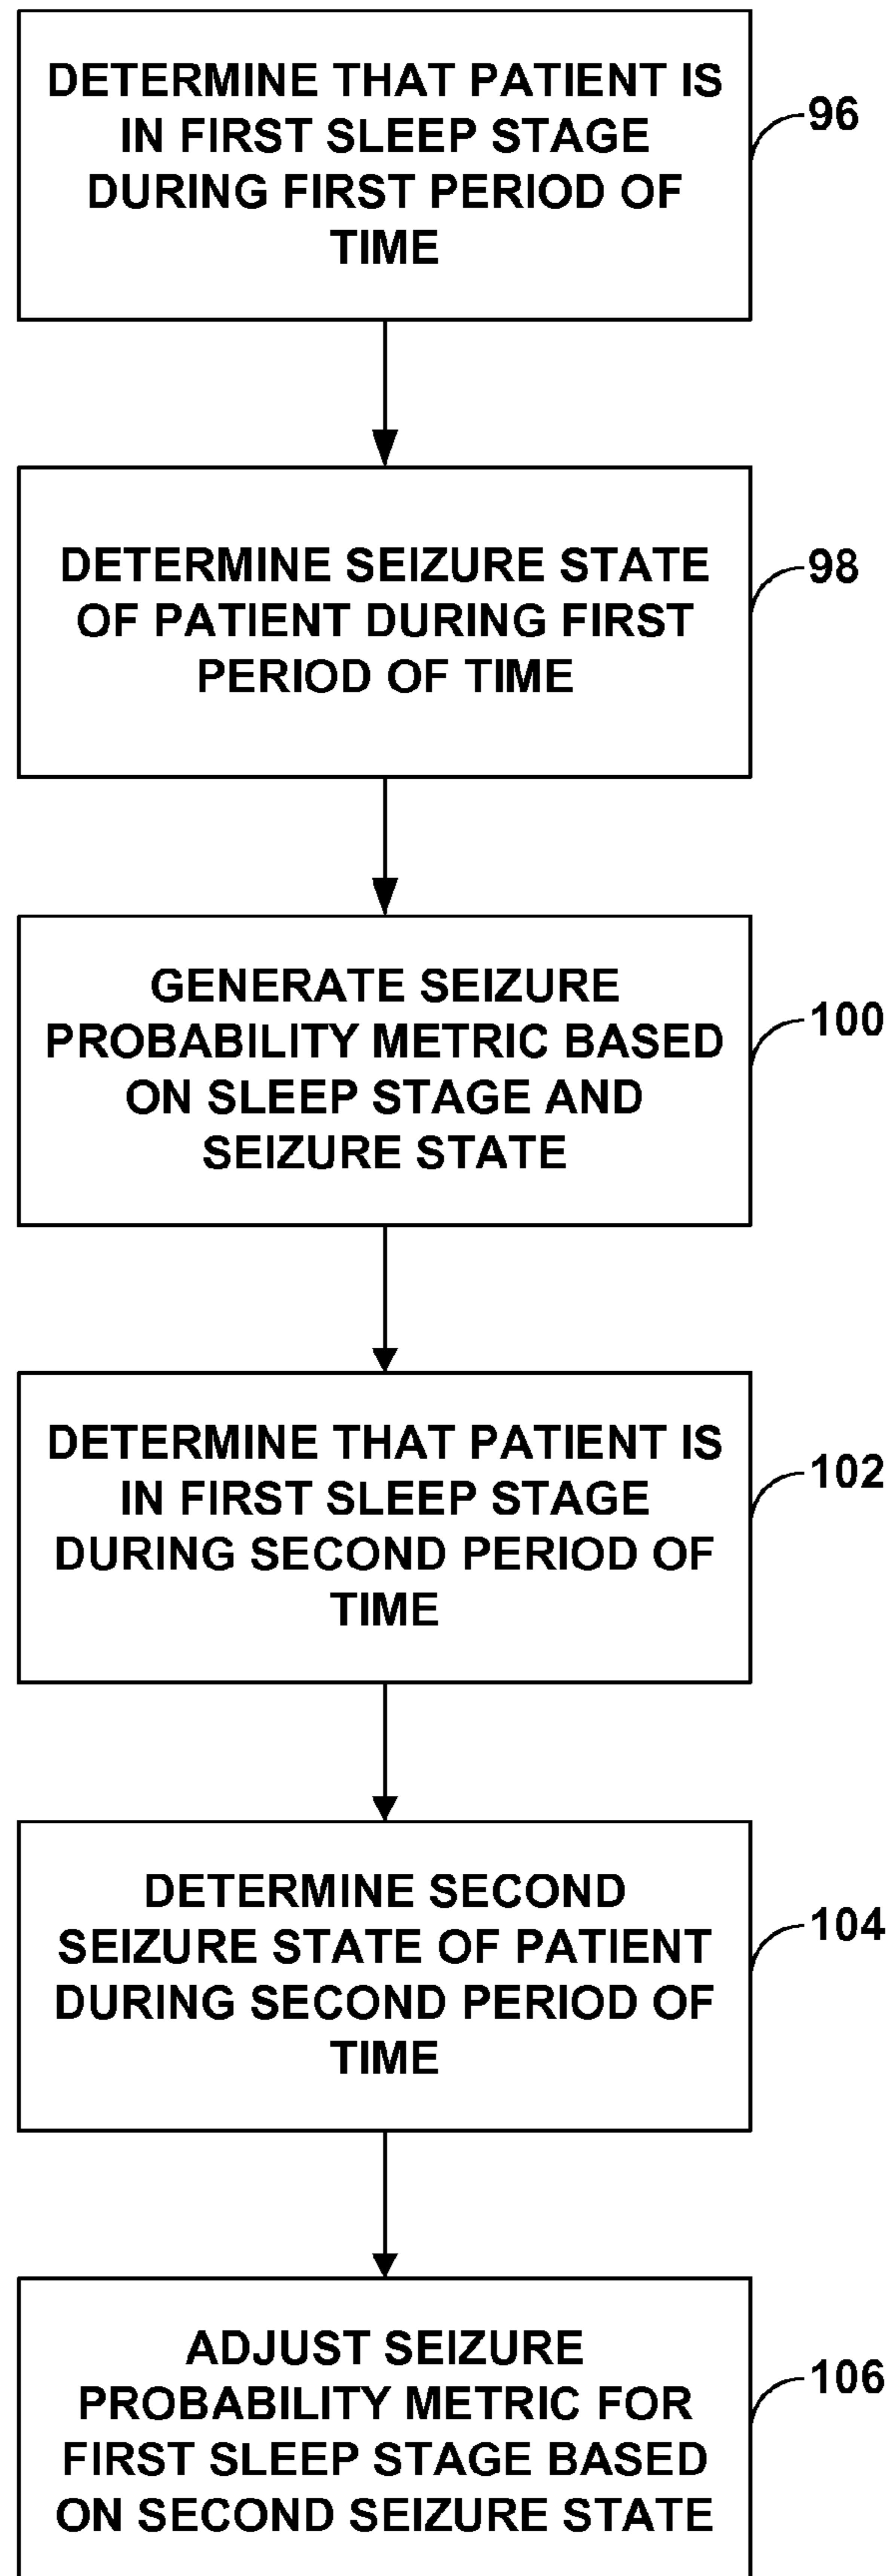 DETERMINE THAT PATIENT IS
IN FIRST SLEEP STAGE
DURING FIRST PERIOD OF
TIME
96
DETERMINE SEIZURE STATE
OF PATIENT DURING FIRST
PERIOD OF TIME
98
GENERATE SEIZURE
PROBABILITY METRIC BASED
ON SLEEP STAGE AND
SEIZURE STATE
100
DETERMINE THAT PATIENT IS
IN FIRST SLEEP STAGE
DURING SECOND PERIOD OF
TIME
102
DETERMINE SECOND
SEIZURE STATE OF PATIENT
DURING SECOND PERIOD OF
TIME
104
ADJUST SEIZURE
PROBABILITY METRIC FOR
FIRST SLEEP STAGE BASED
ON SECOND SEIZURE STATE
106